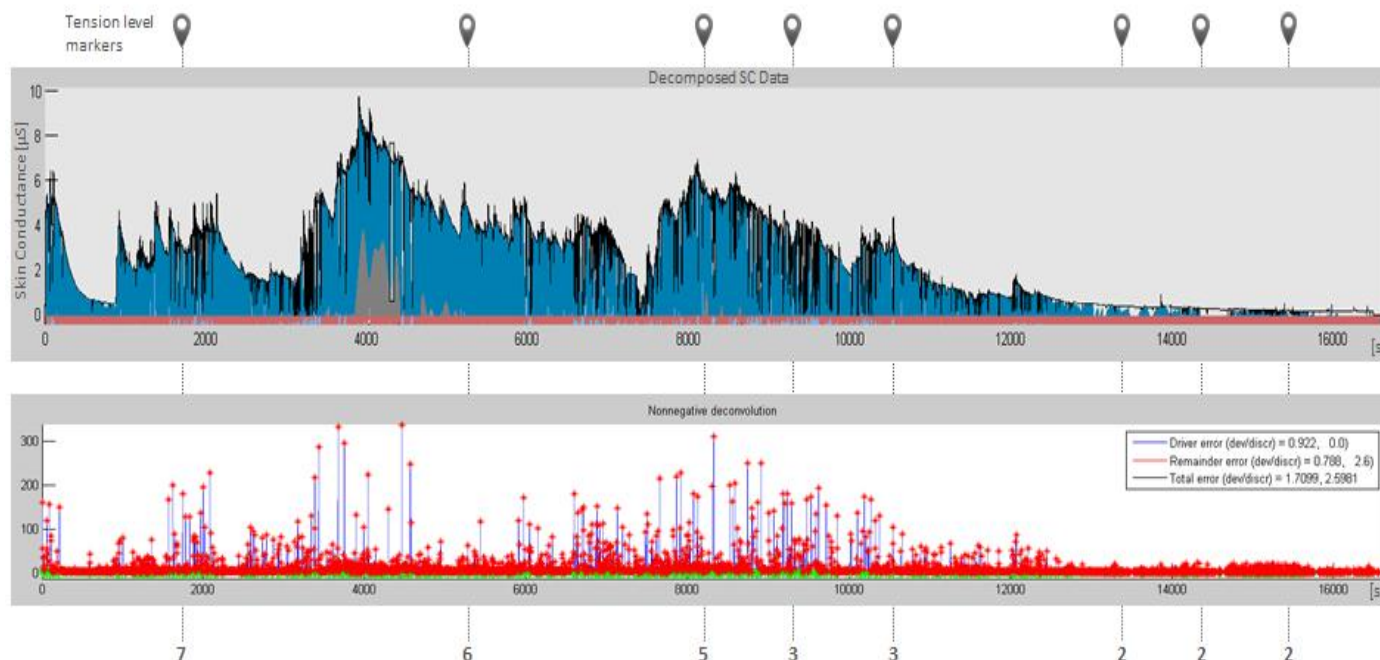 Tension level
markers
Decomposed SC Data
Skin Conductance [µS]
10
8
6
4
2
0
0 2000 4000 6000 8000 10000 12000 14000 16000 [s
Nonnegative deconvolution
300
200
100
0
Driver error (dev/discr) = 0.922, 0.0)
Remainder error (dev/discr) = 0.788, 2.6)
Total error (dev/discr) = 1.7099, 2.5981
0 2000 4000 6000 8000 10000 12000 14000 16000 [s
7 6 5 3 3 2 2 2